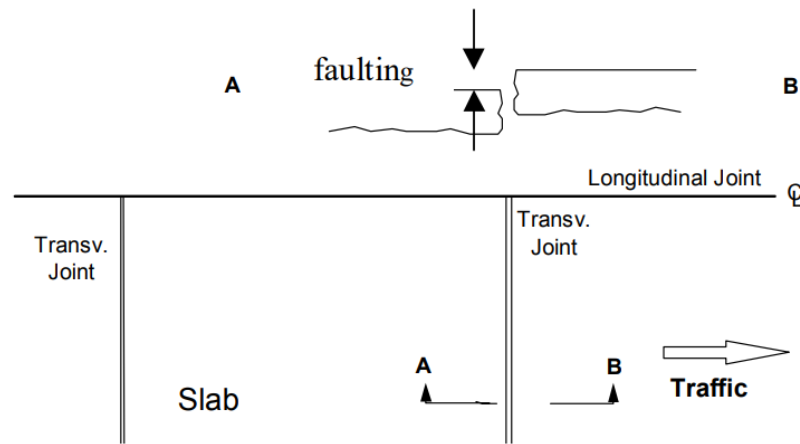 faulting
A
B
Longitudinal Joint
℄
Transv.
Joint
Transv.
Joint
A
B
Slab
Traffic